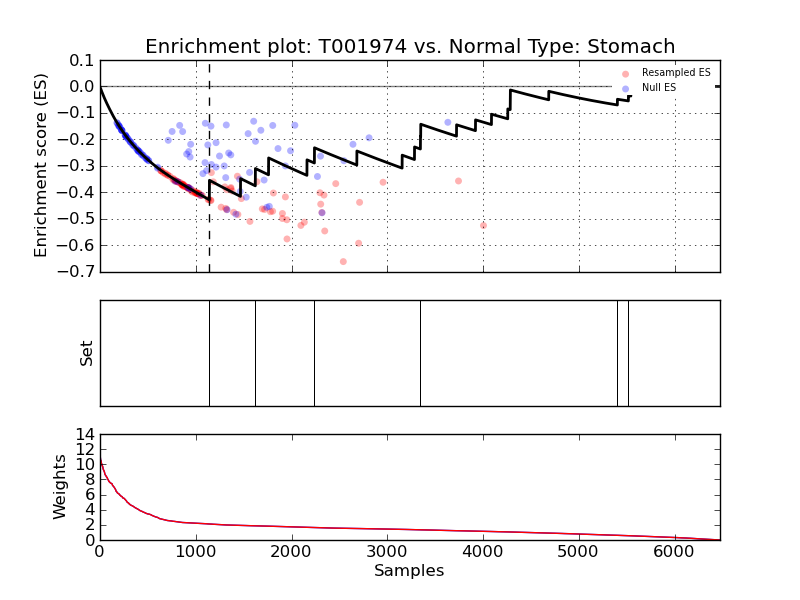 Enrichment plot: T001974 vs. Normal Type: Stomach
Enrichment score (ES)
0.1
0.0
−0.1
−0.2
−0.3
−0.4
−0.5
−0.6
−0.7
Resampled ES
Null ES
Set
Weights
14
12
10
8
6
4
2
0
0 1000 2000 3000 4000 5000 6000
Samples